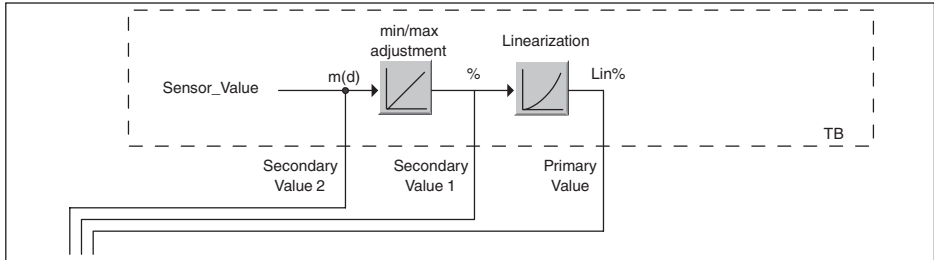 min/max
adjustment
Linearization
Sensor_Value
m(d)
%
Lin%
TB
Secondary
Value 2
Secondary
Value 1
Primary
Value